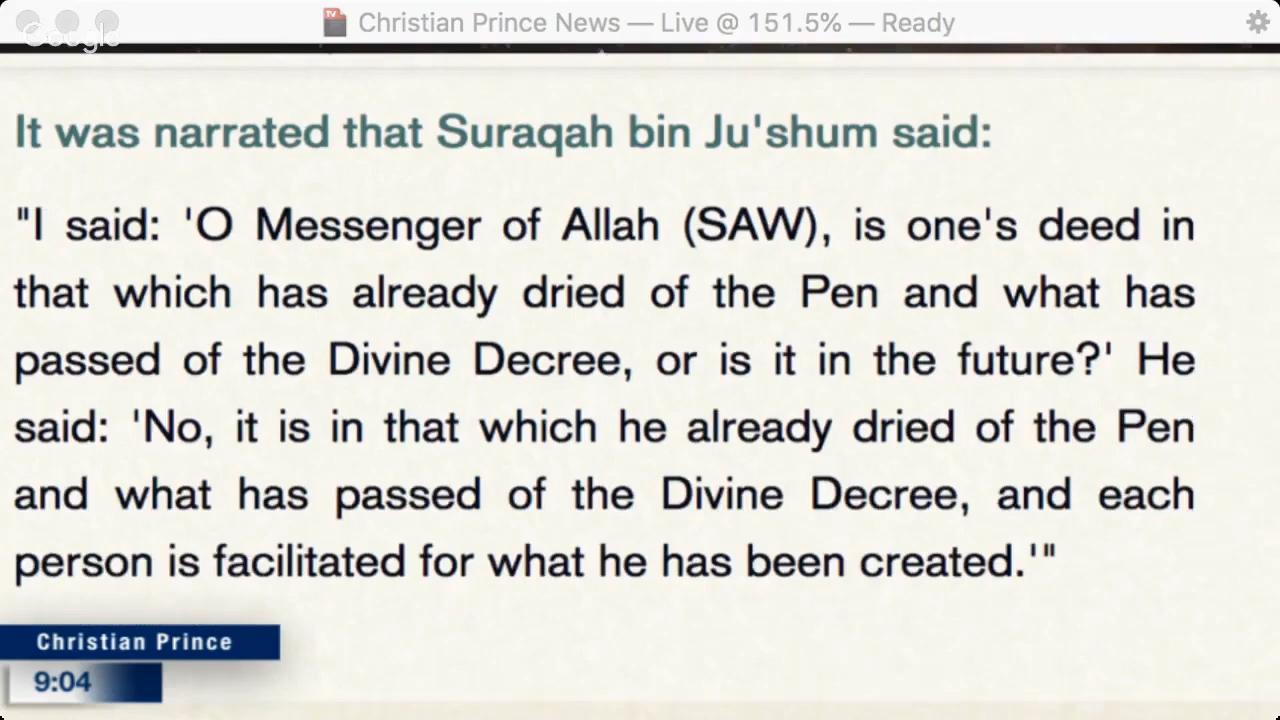 Christian Prince News — Live @ 151.5% — Ready
Google
It was narrated that Suraqah bin Ju'shum said:
"I said: 'O Messenger of Allah (SAW), is one's deed in
that which has already dried of the Pen and what has
passed of the Divine Decree, or is it in the future?' He
said: 'No, it is in that which he already dried of the Pen
and what has passed of the Divine Decree, and each
person is facilitated for what he has been created.'"
Christian Prince
9:04